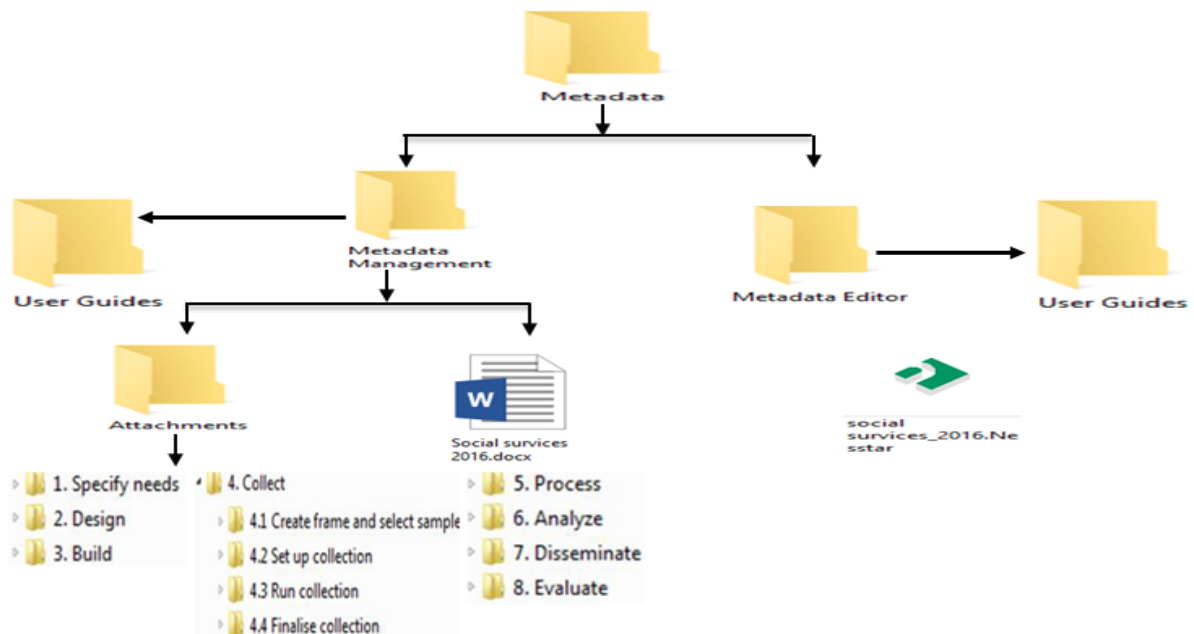 Metadata
Metadata
Management
User Guides
Metadata Editor
User Guides
Attachments
W
Social survices
2016.docx
social
survices_2016.Ne
sstar
1. Specify needs
2. Design
3. Build
4. Collect
4.1 Create frame and select sample
4.2 Set up collection
4.3 Run collection
4.4 Finalise collection
5. Process
6. Analyze
7. Disseminate
8. Evaluate